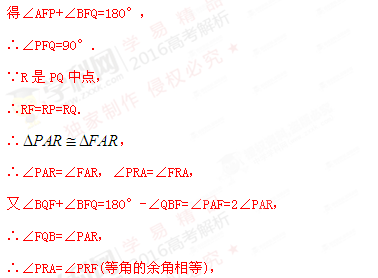 得∠AFP+∠BFQ=180°,
∴∠PFQ=90°.
∵R是PQ中点,
∴RF=RP=RQ.
∴ΔPAR≅ΔFAR,
∴∠PAR=∠FAR, ∠PRA=∠FRA,
又∠BQF+∠BFQ=180°-∠QBF=∠PAF=2∠PAR,
∴∠FQB=∠PAR,
∴∠PRA=∠PRF(等角的余角相等),